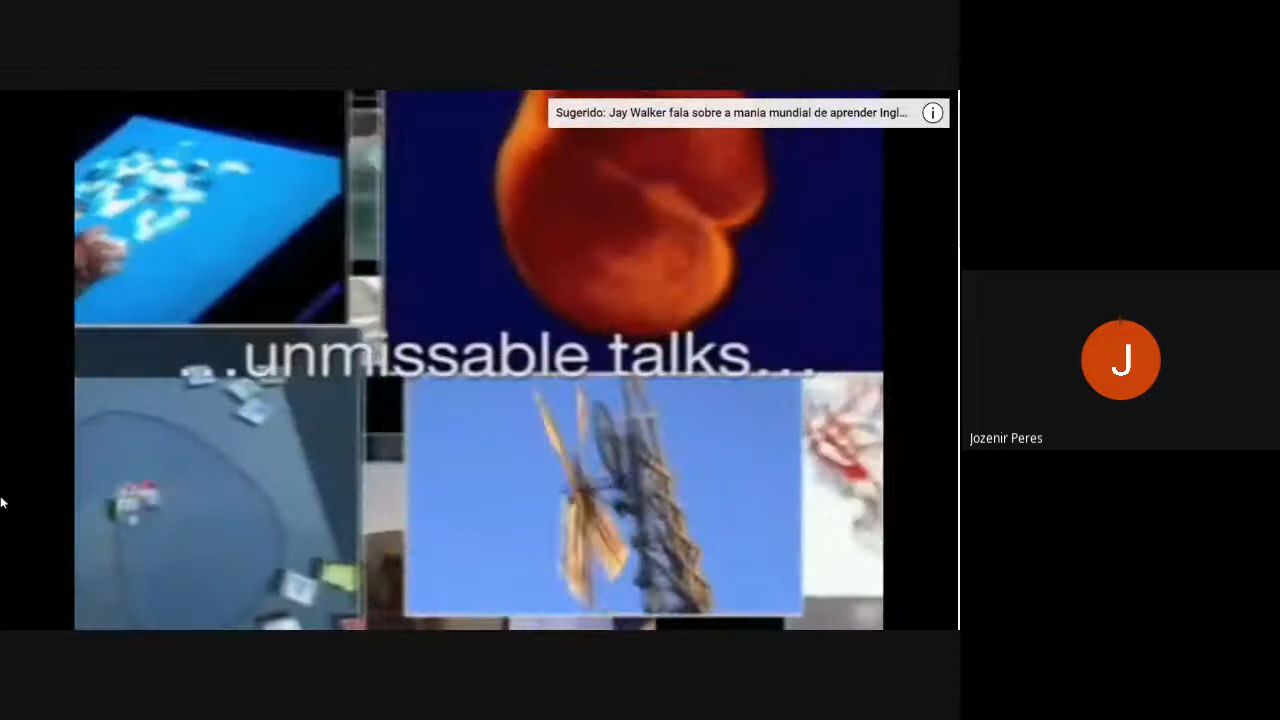 Sugerido: Jay Walker fala sobre a mania mundial de aprender Ingl...
...unmissable talks...
J
Jozenir Peres